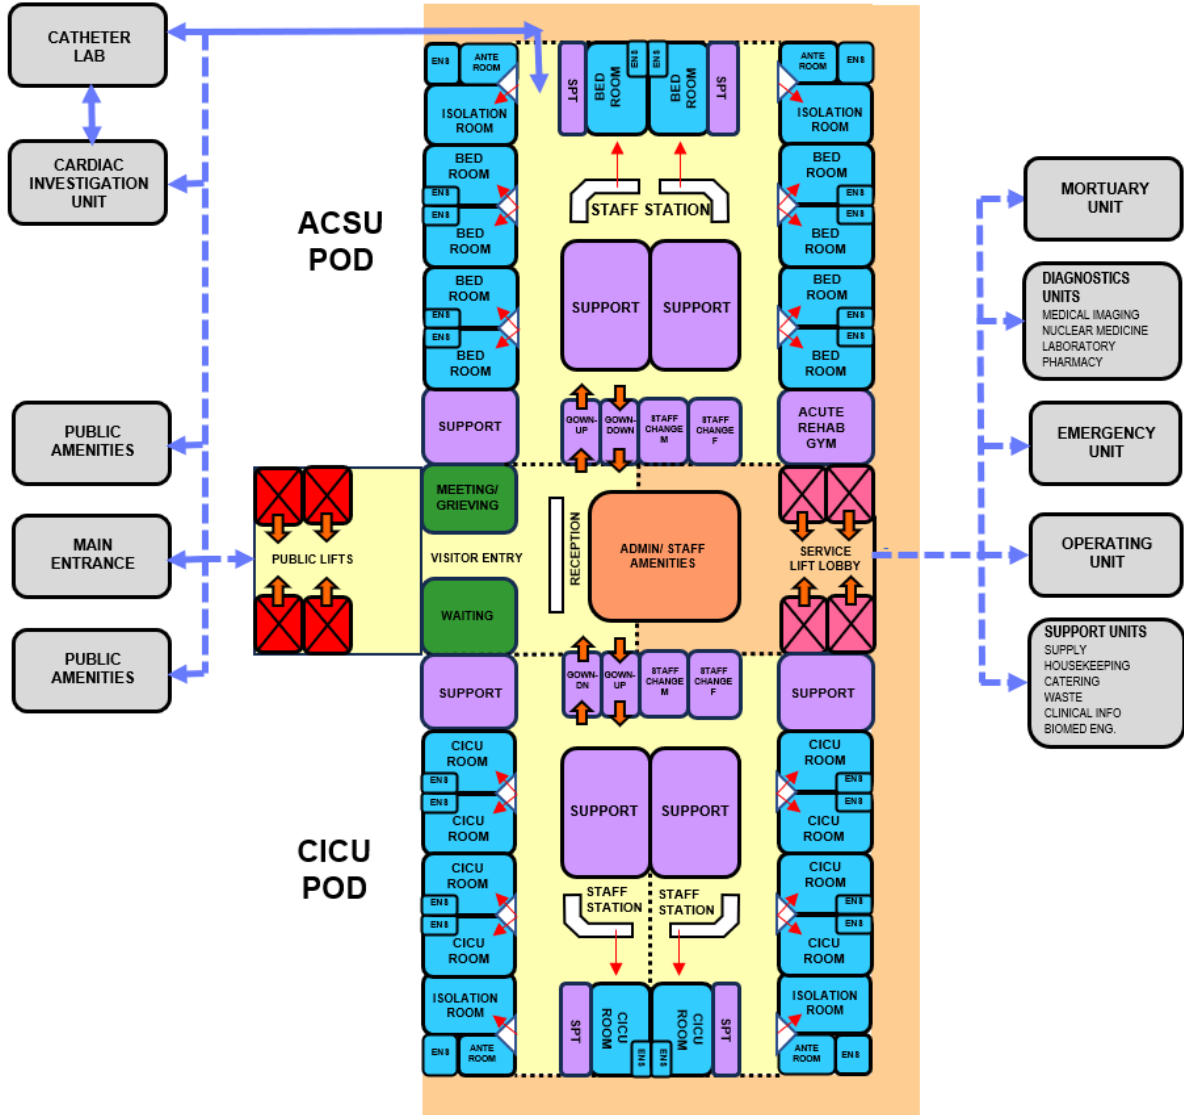 CATHETER
LAB
CARDIAC
INVESTIGATION
UNIT
PUBLIC
AMENITIES
MAIN
ENTRANCE
PUBLIC
AMENITIES
ACSU
POD
CICU
POD
ENS
ANTE
ROOM
ISOLATION
ROOM
BED
ROOM
ENS
ENS
BED
ROOM
BED
ROOM
ENS
ENS
BED
ROOM
SUPPORT
SPT
BED
ROOM
ENS
ENS
BED
ROOM
SPT
STAFF STATION
SUPPORT
SUPPORT
GOWN-
UP
GOWN-
DOWN
STAFF
CHANGE
M
STAFF
CHANGE
F
ANTE
ROOM
ENS
ISOLATION
ROOM
BED
ROOM
ENS
ENS
BED
ROOM
BED
ROOM
ENS
ENS
BED
ROOM
ACUTE
REHAB
GYM
MEETING/
GRIEVING
PUBLIC LIFTS
VISITOR ENTRY
WAITING
RECEPTION
ADMIN/ STAFF
AMENITIES
SERVICE
LIFT LOBBY
SUPPORT
GOWN-
DN
GOWN-
UP
STAFF
CHANGE
M
STAFF
CHANGE
F
SUPPORT
CICU
ROOM
ENS
ENS
CICU
ROOM
CICU
ROOM
ENS
ENS
CICU
ROOM
ISOLATION
ROOM
ENS
ANTE
ROOM
SUPPORT
SUPPORT
STAFF
STATION
STAFF
STATION
SPT
CICU
ROOM
ENS
ENS
CICU
ROOM
SPT
CICU
ROOM
ENS
ENS
CICU
ROOM
CICU
ROOM
ENS
ENS
CICU
ROOM
ISOLATION
ROOM
ANTE
ROOM
ENS
MORTUARY
UNIT
DIAGNOSTICS
UNITS
MEDICAL IMAGING
NUCLEAR MEDICINE
LABORATORY
PHARMACY
EMERGENCY
UNIT
OPERATING
UNIT
SUPPORT UNITS
SUPPLY
HOUSEKEEPING
CATERING
WASTE
CLINICAL INFO
BIOMED ENG.